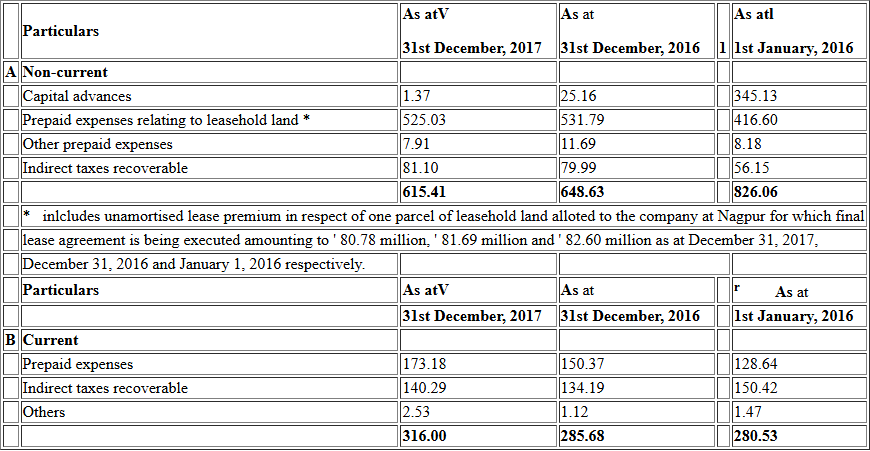 Particulars As atV 31st December, 2017 As at 31st December, 2016 1 As atl 1st January, 2016
A Non-current
Capital advances 1.37 25.16 345.13
Prepaid expenses relating to leasehold land * 525.03 531.79 416.60
Other prepaid expenses 7.91 11.69 8.18
Indirect taxes recoverable 81.10 79.99 56.15
615.41 648.63 826.06
* inlcludes unamortised lease premium in respect of one parcel of leasehold land alloted to the company at Nagpur for which final
lease agreement is being executed amounting to ' 80.78 million, ' 81.69 million and ' 82.60 million as at December 31, 2017,
December 31, 2016 and January 1, 2016 respectively.
Particulars As atV As at r As at
31st December, 2017 31st December, 2016 1st January, 2016
B Current
Prepaid expenses 173.18 150.37 128.64
Indirect taxes recoverable 140.29 134.19 150.42
Others 2.53 1.12 1.47
316.00 285.68 280.53